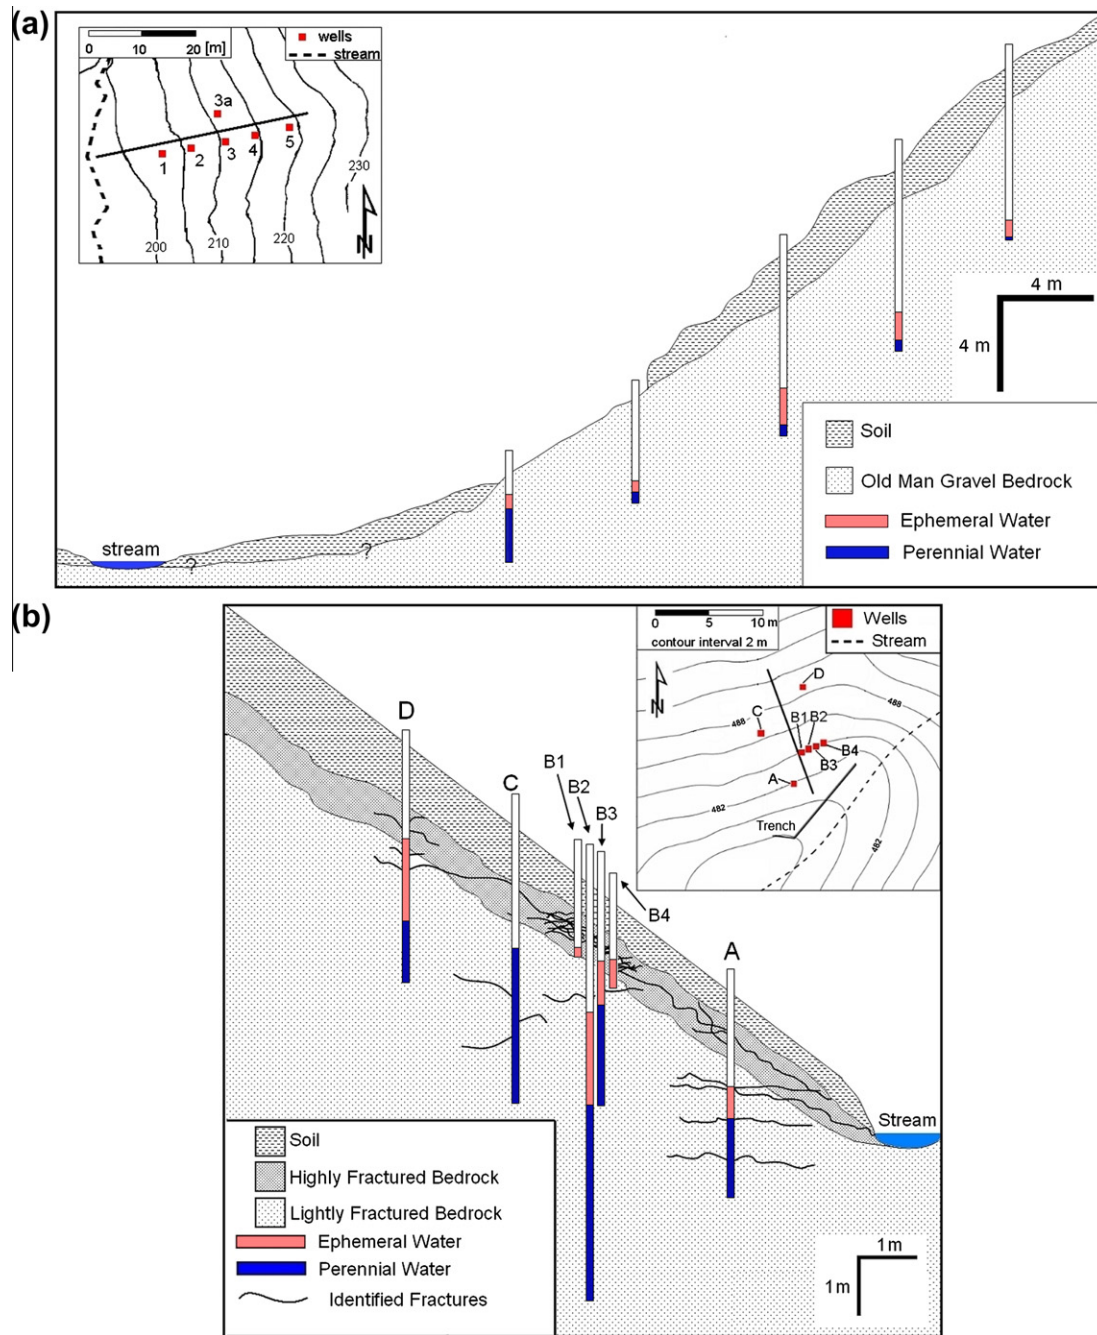 (a)
0 10 20 [m]
wells
stream
3a
1 2 3 4 5
200 210 220 230
N
4 m
4 m
Soil
Old Man Gravel Bedrock
Ephemeral Water
Perennial Water
stream
?
?
(b)
0 5 10 m
contour interval 2 m
Wells
Stream
N
D
C
B1 B2
B4
B3
A
488
488
482
482
Trench
D
C
B1
B2
B3
B4
A
Stream
Soil
Highly Fractured Bedrock
Lightly Fractured Bedrock
Ephemeral Water
Perennial Water
Identified Fractures
1 m
1 m